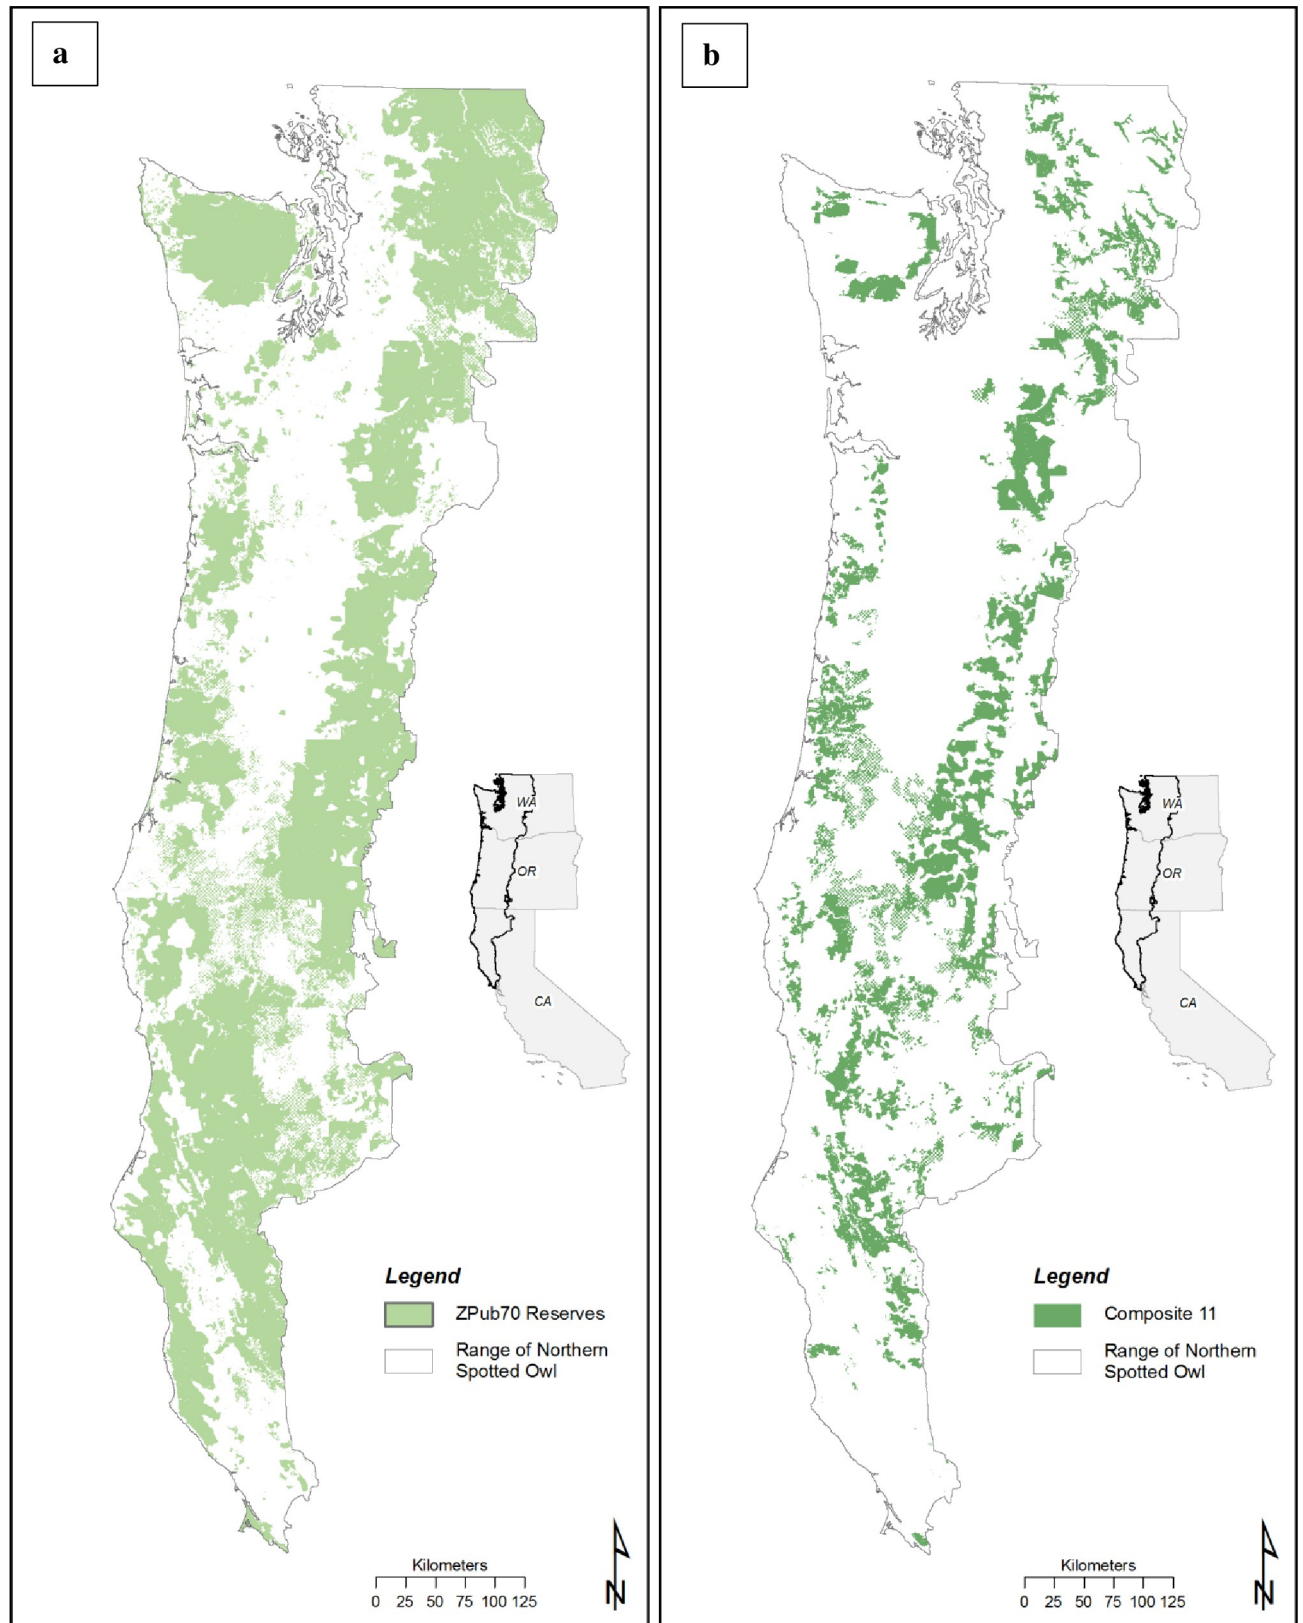 a
WA
OR
CA
Legend
ZPub70 Reserves
Range of Northern
Spotted Owl
Kilometers
0 25 50 75 100 125
N
b
WA
OR
CA
Legend
Composite 11
Range of Northern
Spotted Owl
Kilometers
0 25 50 75 100 125
N